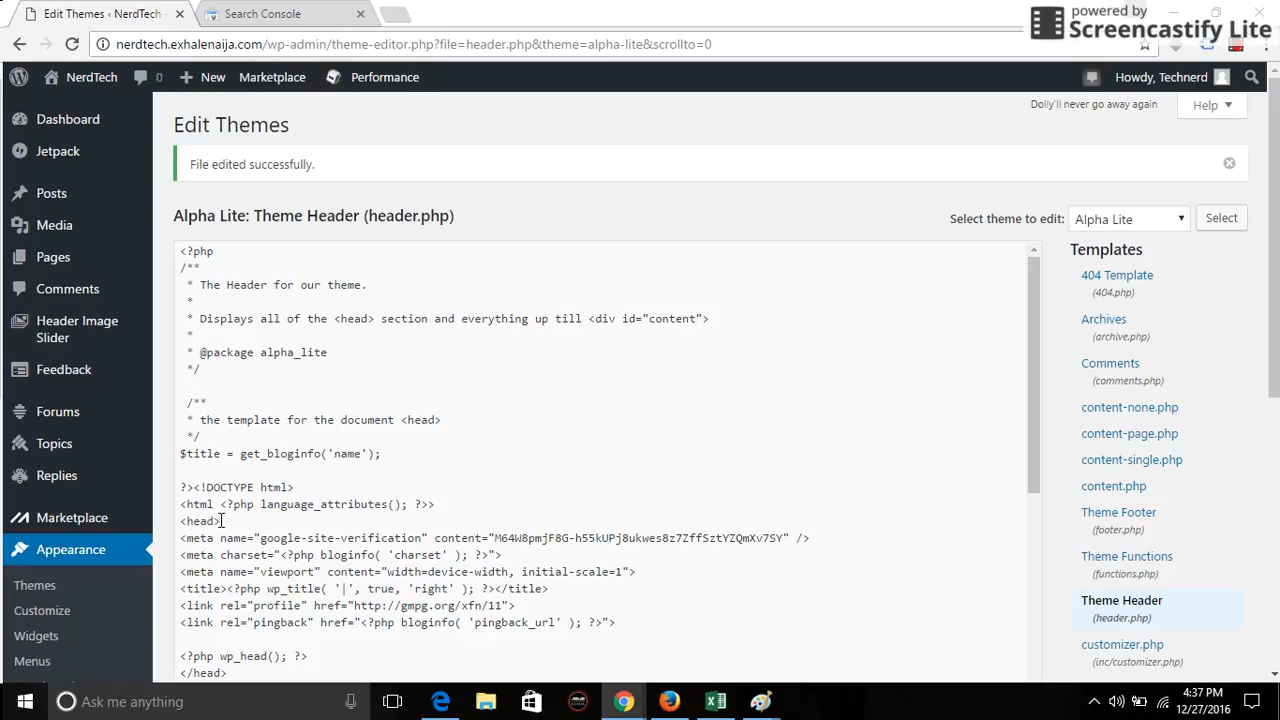 powered by
Screencastify Lite
Edit Themes ‹ NerdTech
Search Console
nerdtech.exhalenaija.com/wp-admin/theme-editor.php?file=header.php&theme=alpha-lite&scrollto=0
NerdTech 0 New Marketplace Performance Howdy, Technerd
Dolly'll never go away again
Help
Dashboard
Jetpack
Posts
Media
Pages
Comments
Header Image
Slider
Feedback
Forums
Topics
Replies
Marketplace
Appearance
Themes
Customize
Widgets
Menus
Edit Themes
File edited successfully.
Alpha Lite: Theme Header (header.php)
Select theme to edit: Alpha Lite Select
<?php
/**
* The Header for our theme.
*
* Displays all of the <head> section and everything up till <div id="content">
*
* @package alpha_lite
*/
/**
* the template for the document <head>
*/
$title = get_bloginfo('name');
?><!DOCTYPE html>
<html <?php language_attributes(); ?>>
<head>
<meta name="google-site-verification" content="M64W8pmjF8G-h55kUPj8ukwes8z7ZffSztYZQmXv7SY" />
<meta charset="<?php bloginfo( 'charset' ); ?>">
<meta name="viewport" content="width=device-width, initial-scale=1">
<title><?php wp_title( '|', true, 'right' ); ?></title>
<link rel="profile" href="http://gmpg.org/xfn/11">
<link rel="pingback" href="<?php bloginfo( 'pingback_url' ); ?>">
<?php wp_head(); ?>
</head>
Templates
404 Template
(404.php)
Archives
(archive.php)
Comments
(comments.php)
content-none.php
content-page.php
content-single.php
content.php
Theme Footer
(footer.php)
Theme Functions
(functions.php)
Theme Header
(header.php)
customizer.php
(inc/customizer.php)
Ask me anything
4:37 PM
12/27/2016